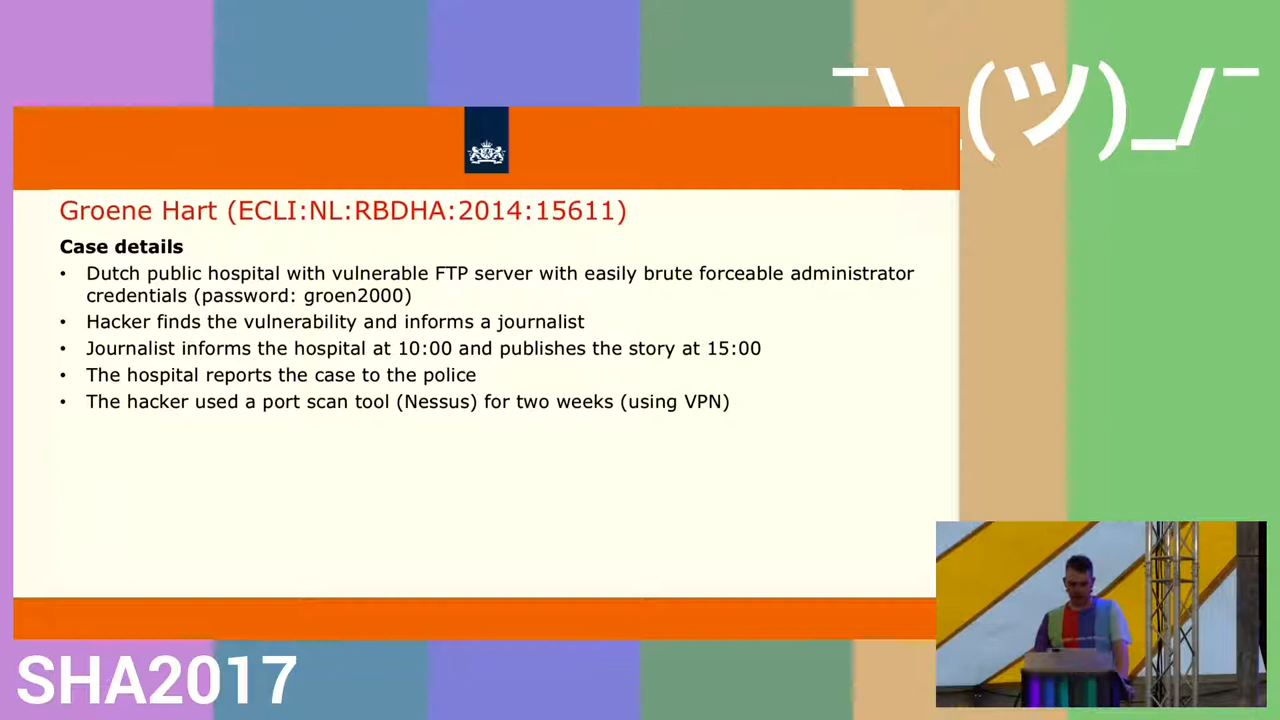 ¯\_(ツ)_/¯
Groene Hart (ECLI:NL:RBDHA:2014:15611)
Case details
• Dutch public hospital with vulnerable FTP server with easily brute forceable administrator
credentials (password: groen2000)
• Hacker finds the vulnerability and informs a journalist
• Journalist informs the hospital at 10:00 and publishes the story at 15:00
• The hospital reports the case to the police
• The hacker used a port scan tool (Nessus) for two weeks (using VPN)
SHA2017